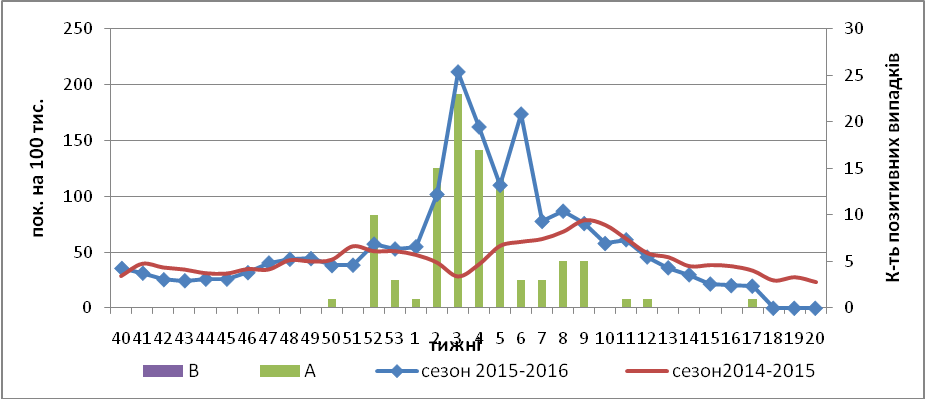 250
200
150
100
50
0
пок. на 100 тис.
30
25
20
15
10
5
0
К-ть позитивних випадків
40 41 42 43 44 45 46 47 48 49 50 51 52 53 1 2 3 4 5 6 7 8 9 10 11 12 13 14 15 16 17 18 19 20
тижні
В А сезон 2015-2016 сезон2014-2015